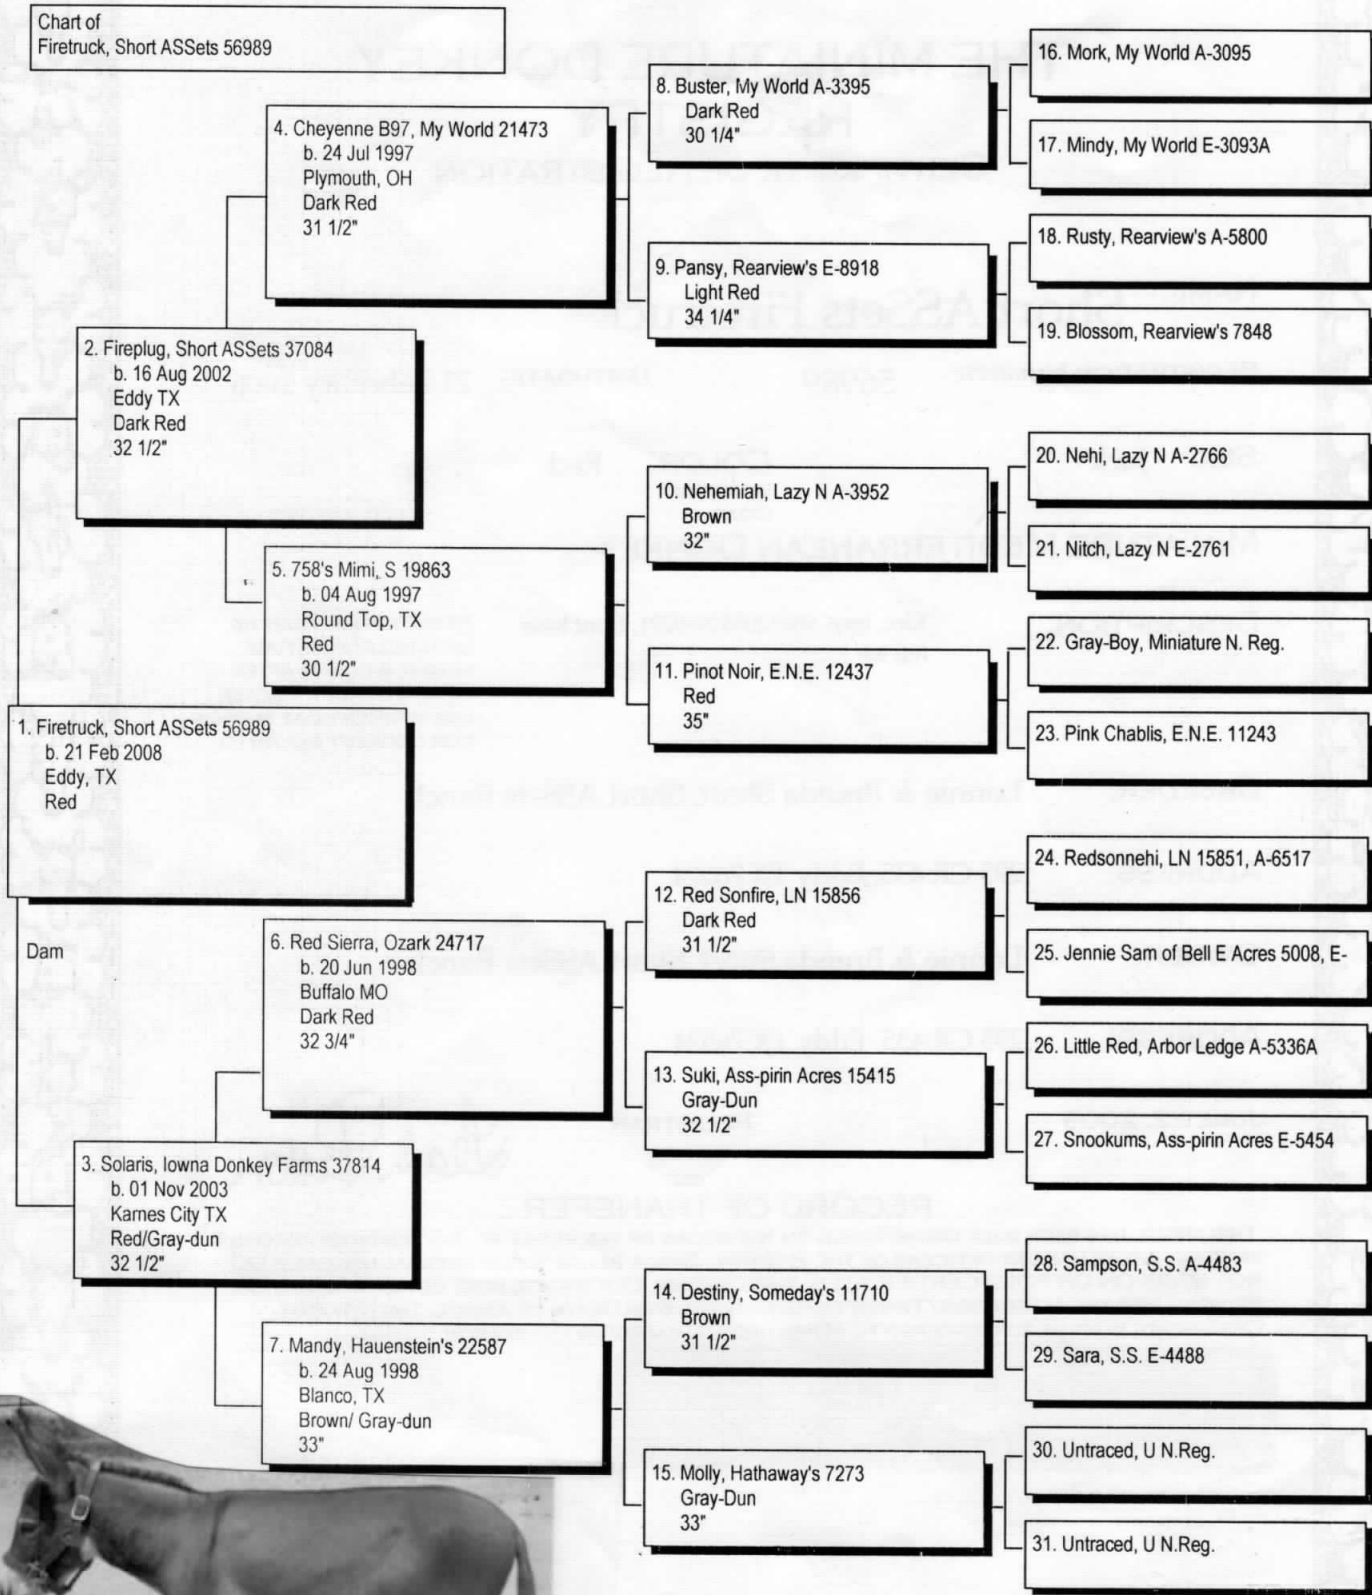 Chart of
Firetruck, Short ASSets 56989
1. Firetruck, Short ASSets 56989
b. 21 Feb 2008
Eddy, TX
Red
Dam
2. Fireplug, Short ASSets 37084
b. 16 Aug 2002
Eddy TX
Dark Red
32 1/2"
3. Solaris, Iowna Donkey Farms 37814
b. 01 Nov 2003
Karnes City TX
Red/Gray-dun
32 1/2"
4. Cheyenne B97, My World 21473
b. 24 Jul 1997
Plymouth, OH
Dark Red
31 1/2"
5. 758's Mimi, S 19863
b. 04 Aug 1997
Round Top, TX
Red
30 1/2"
6. Red Sierra, Ozark 24717
b. 20 Jun 1998
Buffalo MO
Dark Red
32 3/4"
7. Mandy, Hauenstein's 22587
b. 24 Aug 1998
Blanco, TX
Brown/ Gray-dun
33"
8. Buster, My World A-3395
Dark Red
30 1/4"
9. Pansy, Rearview's E-8918
Light Red
34 1/4"
10. Nehemiah, Lazy N A-3952
Brown
32"
11. Pinot Noir, E.N.E. 12437
Red
35"
12. Red Sonfire, LN 15856
Dark Red
31 1/2"
13. Suki, Ass-pirin Acres 15415
Gray-Dun
32 1/2"
14. Destiny, Someday's 11710
Brown
31 1/2"
15. Molly, Hathaway's 7273
Gray-Dun
33"
16. Mork, My World A-3095
17. Mindy, My World E-3093A
18. Rusty, Rearview's A-5800
19. Blossom, Rearview's 7848
20. Nehi, Lazy N A-2766
21. Nitch, Lazy N E-2761
22. Gray-Boy, Miniature N. Reg.
23. Pink Chablis, E.N.E. 11243
24. Redsonnehi, LN 15851, A-6517
25. Jennie Sam of Bell E Acres 5008, E-
26. Little Red, Arbor Ledge A-5336A
27. Snookums, Ass-pirin Acres E-5454
28. Sampson, S.S. A-4483
29. Sara, S.S. E-4488
30. Untraced, U N.Reg.
31. Untraced, U N.Reg.